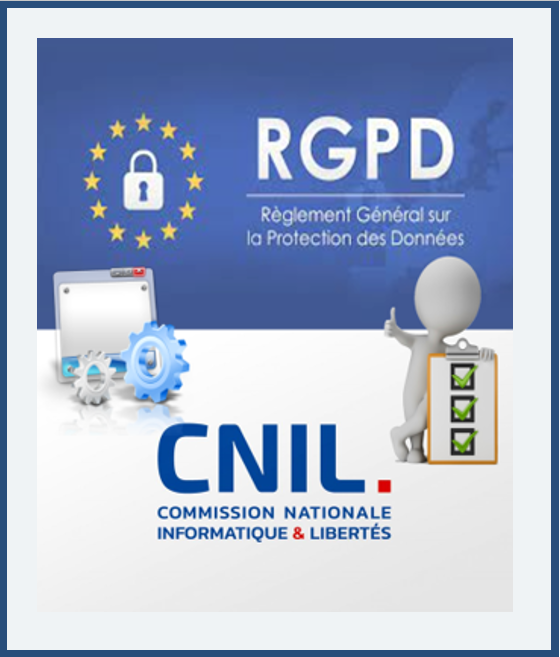 RGPD
Règlement Général sur
la Protection des Données
CNIL.
COMMISSION NATIONALE
INFORMATIQUE & LIBERTÉS